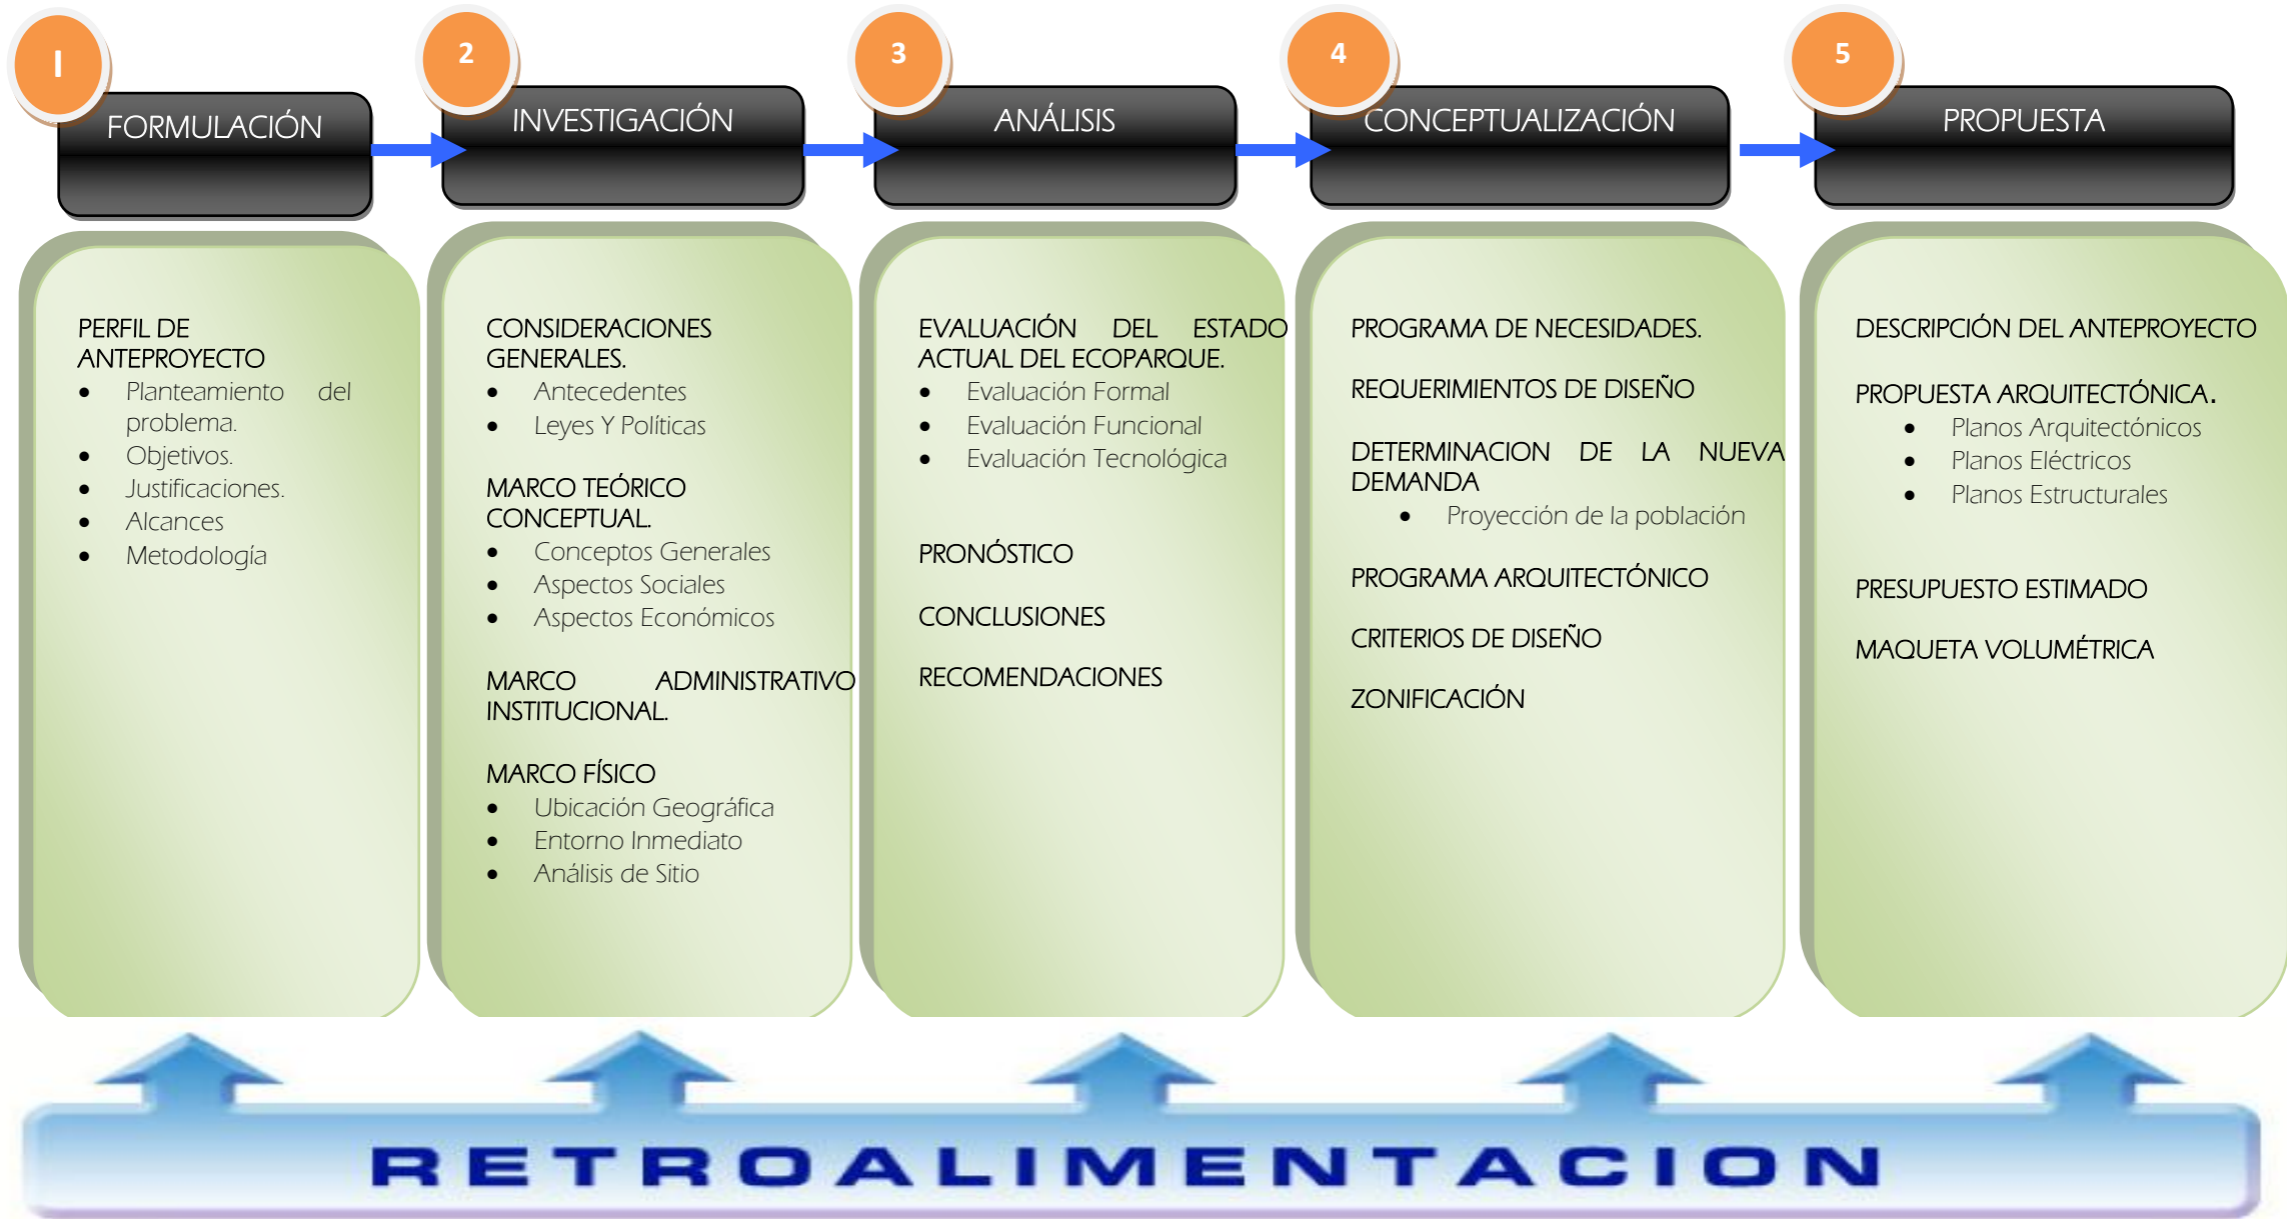 1
FORMULACIÓN
PERFIL DE
ANTEPROYECTO
• Planteamiento del
problema.
• Objetivos.
• Justificaciones.
• Alcances
• Metodología
2
INVESTIGACIÓN
CONSIDERACIONES
GENERALES.
• Antecedentes
• Leyes Y Políticas
MARCO TEÓRICO
CONCEPTUAL.
• Conceptos Generales
• Aspectos Sociales
• Aspectos Económicos
MARCO ADMINISTRATIVO
INSTITUCIONAL.
MARCO FÍSICO
• Ubicación Geográfica
• Entorno Inmediato
• Análisis de Sitio
3
ANÁLISIS
EVALUACIÓN DEL ESTADO
ACTUAL DEL ECOPARQUE.
• Evaluación Formal
• Evaluación Funcional
• Evaluación Tecnológica
PRONÓSTICO
CONCLUSIONES
RECOMENDACIONES
4
CONCEPTUALIZACIÓN
PROGRAMA DE NECESIDADES.
REQUERIMIENTOS DE DISEÑO
DETERMINACION DE LA NUEVA
DEMANDA
• Proyección de la población
PROGRAMA ARQUITECTÓNICO
CRITERIOS DE DISEÑO
ZONIFICACIÓN
5
PROPUESTA
DESCRIPCIÓN DEL ANTEPROYECTO
PROPUESTA ARQUITECTÓNICA.
• Planos Arquitectónicos
• Planos Eléctricos
• Planos Estructurales
PRESUPUESTO ESTIMADO
MAQUETA VOLUMÉTRICA
RETROALIMENTACION